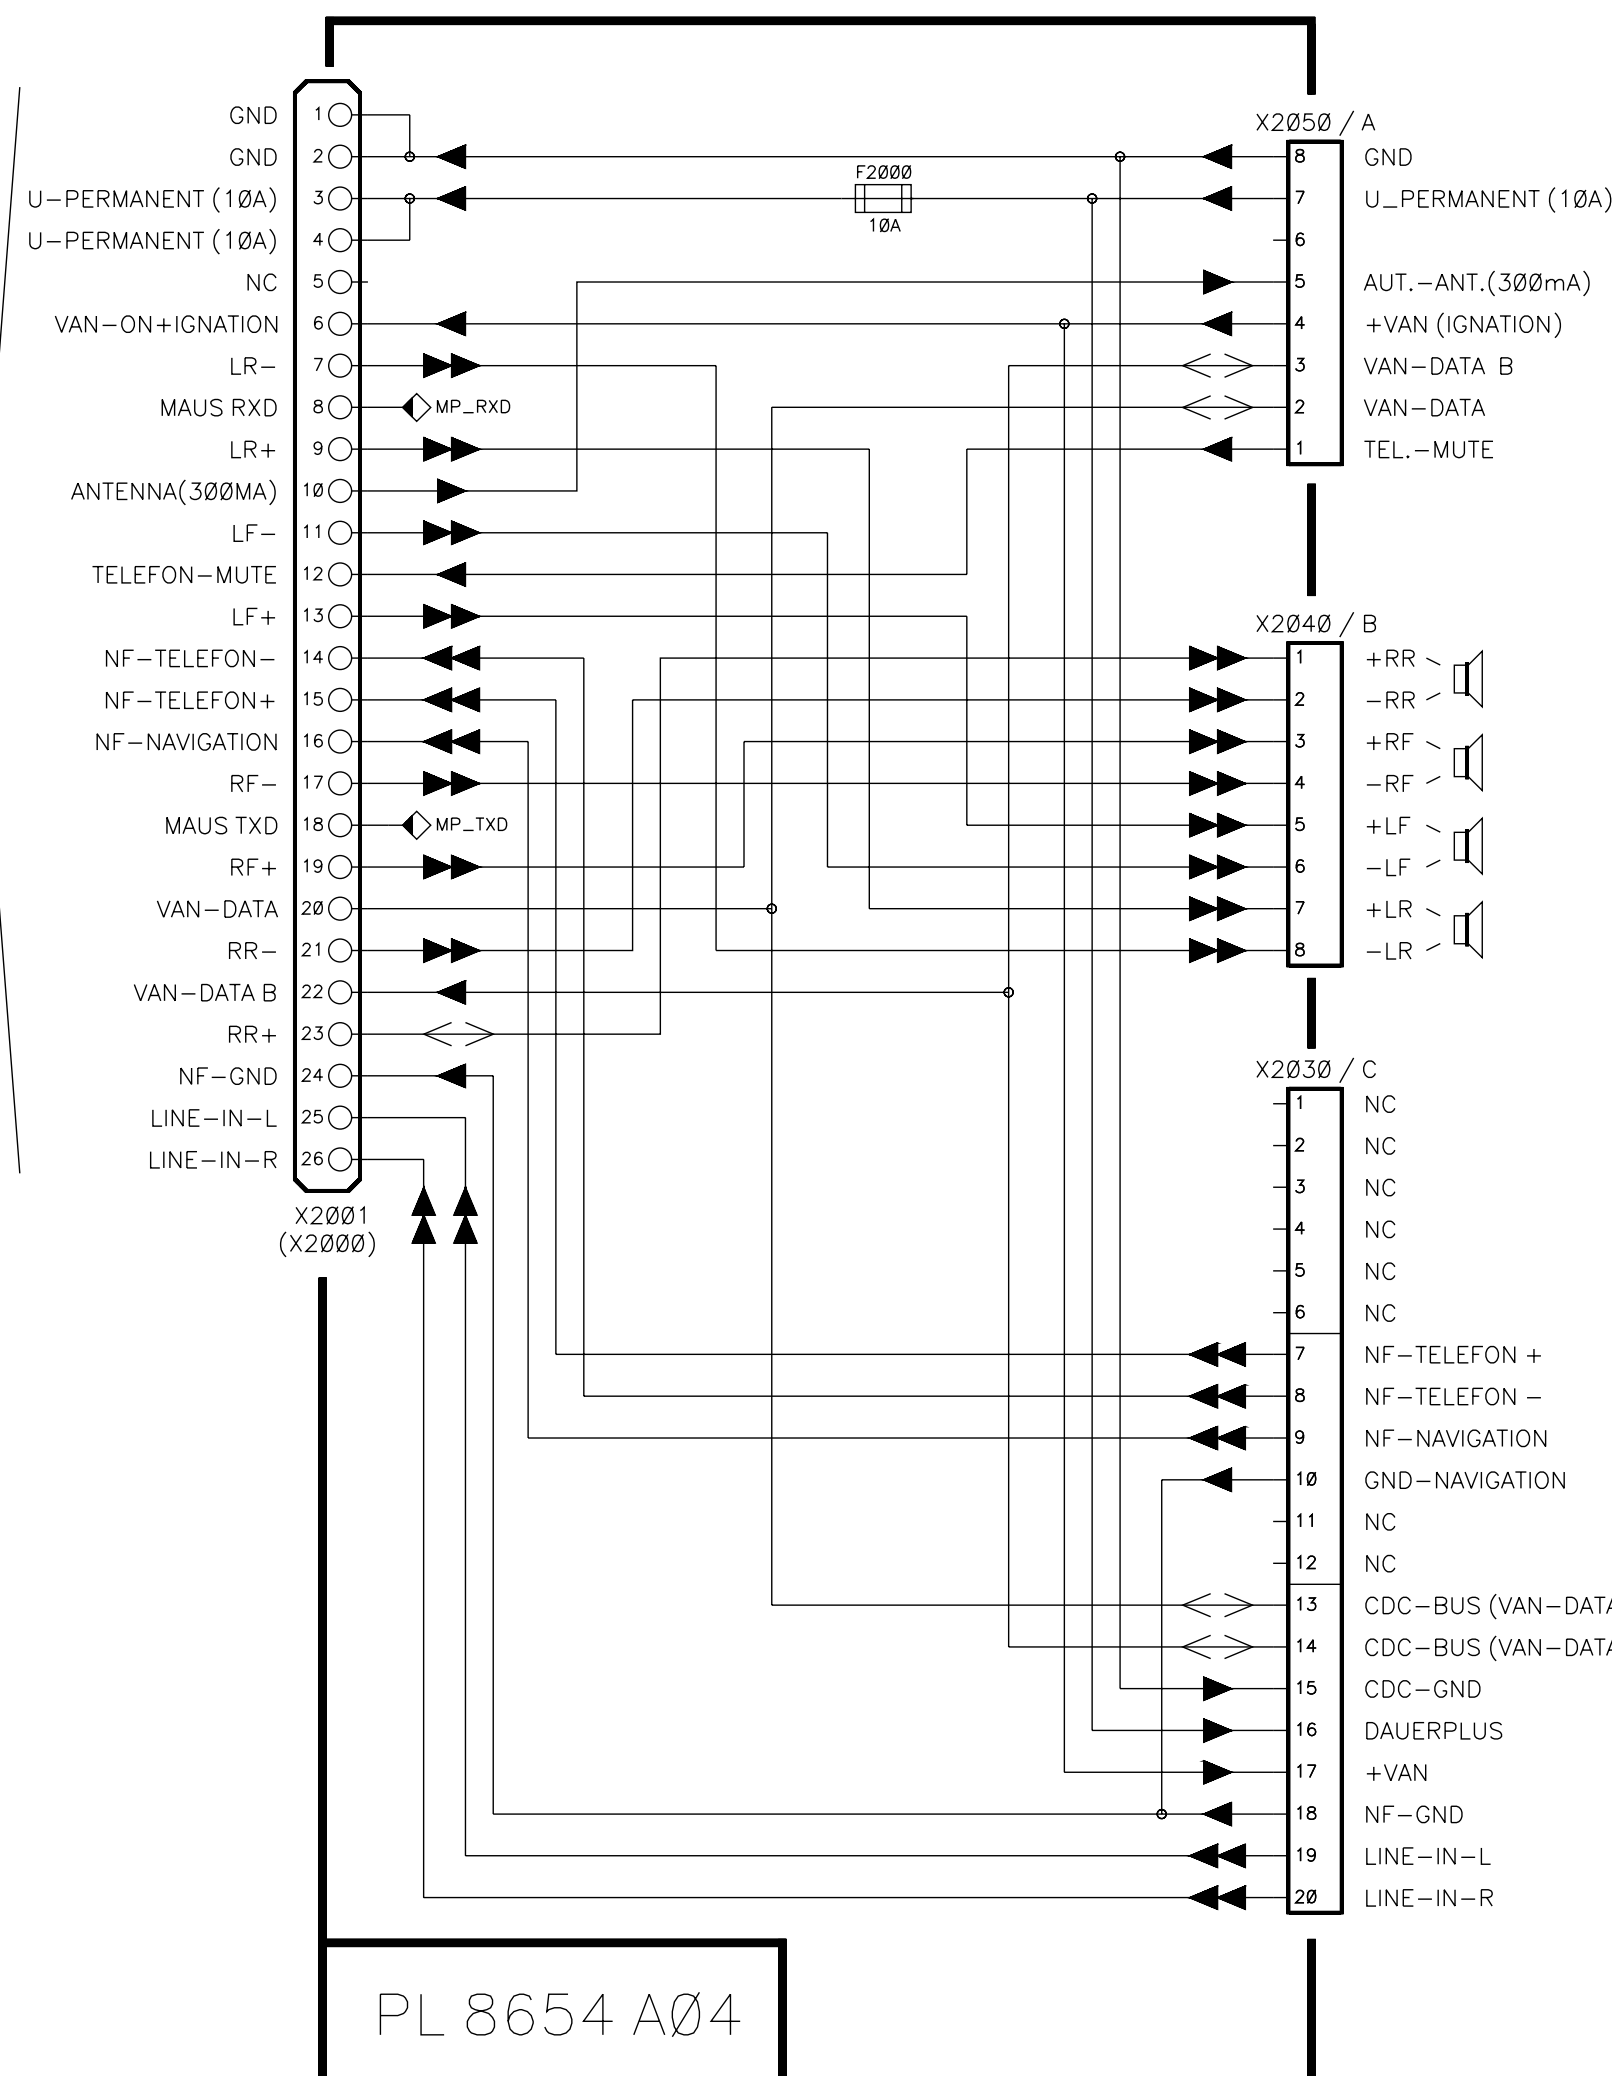 GND 1
GND 2
U-PERMANENT (1ØA) 3
U-PERMANENT (1ØA) 4
NC 5
VAN-ON+IGNATION 6
LR- 7
MAUS RXD 8 MP_RXD
LR+ 9
ANTENNA(3ØØMA) 1Ø
LF- 11
TELEFON-MUTE 12
LF+ 13
NF-TELEFON- 14
NF-TELEFON+ 15
NF-NAVIGATION 16
RF- 17
MAUS TXD 18 MP_TXD
RF+ 19
VAN-DATA 2Ø
RR- 21
VAN-DATA B 22
RR+ 23
NF-GND 24
LINE-IN-L 25
LINE-IN-R 26
X2ØØ1
(X2ØØØ)
F2ØØØ
1ØA
X2Ø5Ø / A
8 GND
7 U_PERMANENT (1ØA)
6
5 AUT.-ANT.(3ØØmA)
4 +VAN (IGNATION)
3 VAN-DATA B
2 VAN-DATA
1 TEL.-MUTE
X2Ø4Ø / B
1 +RR
2 -RR
3 +RF
4 -RF
5 +LF
6 -LF
7 +LR
8 -LR
X2Ø3Ø / C
1 NC
2 NC
3 NC
4 NC
5 NC
6 NC
7 NF-TELEFON +
8 NF-TELEFON -
9 NF-NAVIGATION
1Ø GND-NAVIGATION
11 NC
12 NC
13 CDC-BUS (VAN-DATA
14 CDC-BUS (VAN-DATA
15 CDC-GND
16 DAUERPLUS
17 +VAN
18 NF-GND
19 LINE-IN-L
2Ø LINE-IN-R
PL 8654 AØ4